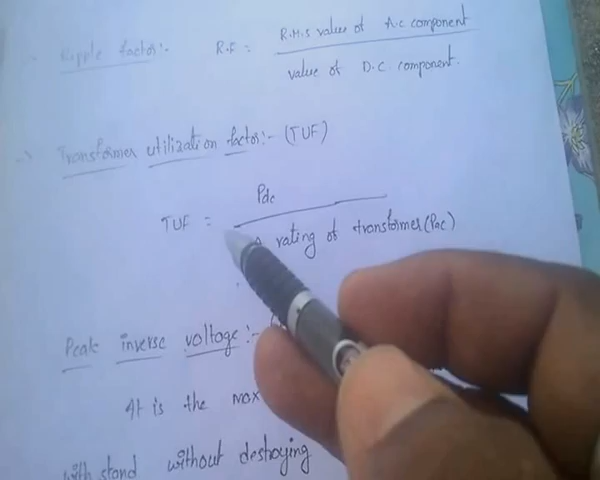 Ripple factor:- R.F = R.M.S value of A.C component
value of D.C component.
-> Transformer utilization factor:- (TUF)
Pdc
TUF = rating of transformer (Pac)
Peak inverse voltage :- (
It is the max
with stand without destroying